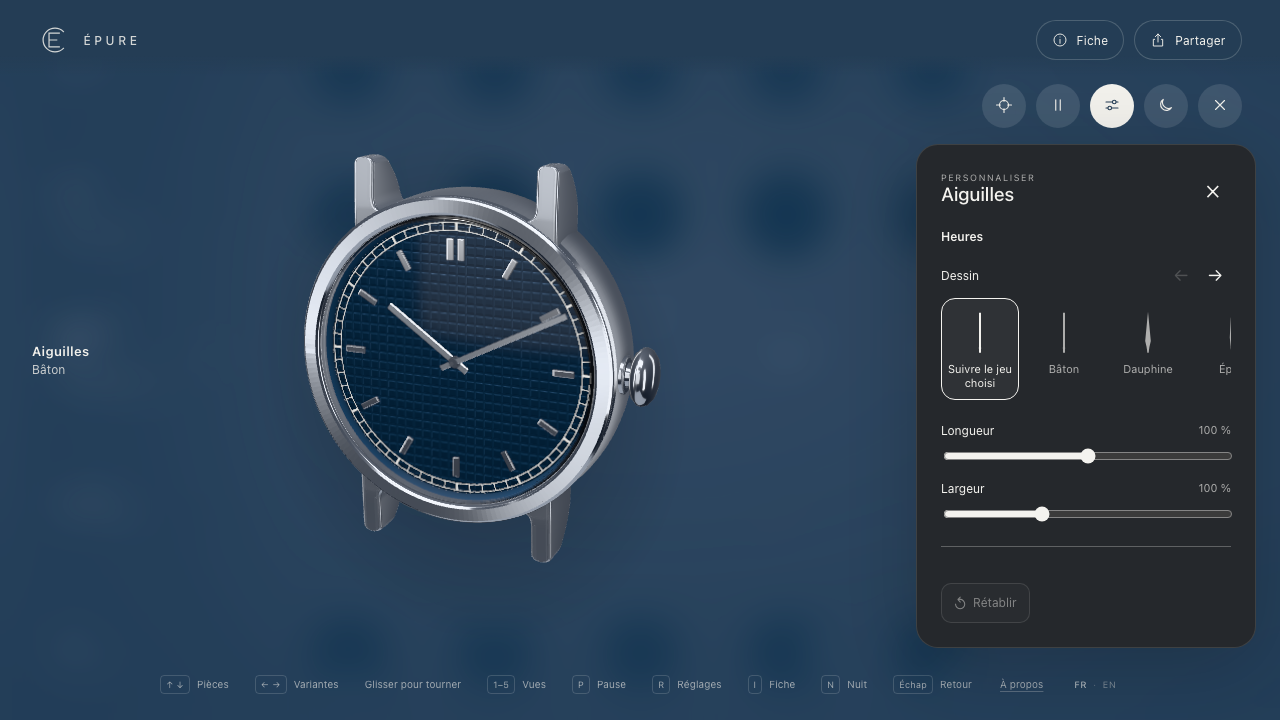 ÉPURE
Fiche
Partager
PERSONNALISER
Aiguilles
Heures
Dessin
Suivre le jeu choisi
Bâton
Dauphine
Ép
Longueur
100 %
Largeur
100 %
Rétablir
Aiguilles
Bâton
↑ ↓ Pièces
← → Variantes
Glisser pour tourner
1–5 Vues
P Pause
R Réglages
I Fiche
N Nuit
Échap Retour
À propos
FR · EN